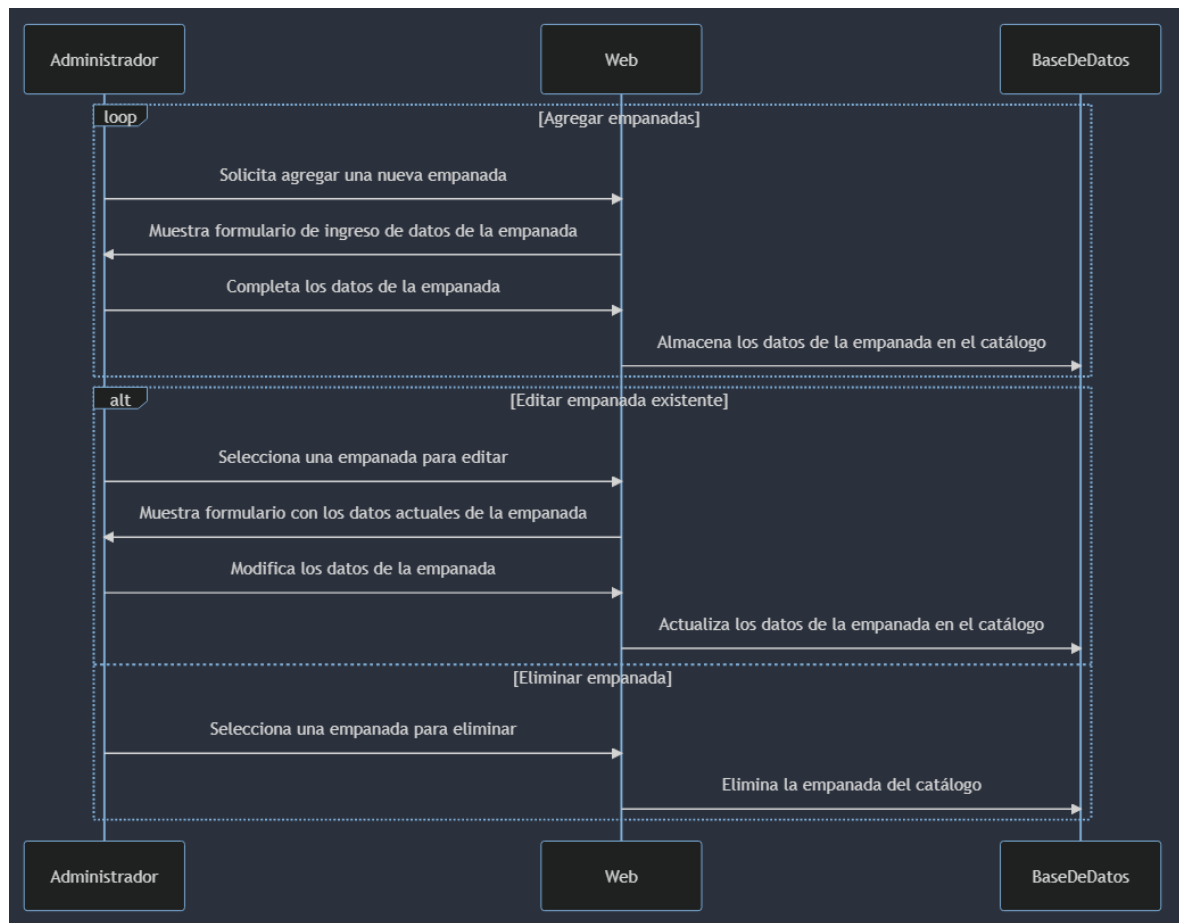 Administrador
Web
BaseDeDatos
loop
[Agregar empanadas]
Solicita agregar una nueva empanada
Muestra formulario de ingreso de datos de la empanada
Completa los datos de la empanada
Almacena los datos de la empanada en el catálogo
alt
[Editar empanada existente]
Selecciona una empanada para editar
Muestra formulario con los datos actuales de la empanada
Modifica los datos de la empanada
Actualiza los datos de la empanada en el catálogo
[Eliminar empanada]
Selecciona una empanada para eliminar
Elimina la empanada del catálogo
Administrador
Web
BaseDeDatos